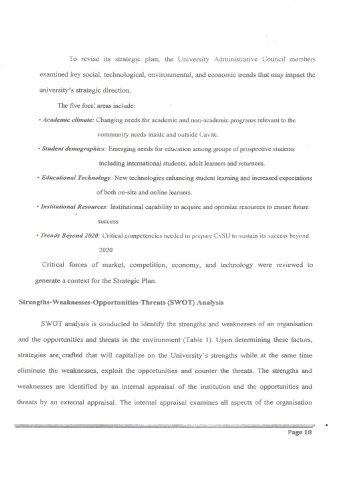 To revise its strategic plan, the University Administrative Council members
examined key social, technological, environmental, and economic trends that may impact the
university's strategic direction.
The five focal areas include:
• Academic climate: Changing needs for academic and non-academic programs relevant to the
community needs inside and outside Cavite.
• Student demographics: Emerging needs for education among groups of prospective students
including international students, adult learners and returnees.
• Educational Technology: New technologies enhancing student learning and increased expectations
of both on-site and online learners.
• Institutional Resources: Institutional capability to acquire and optimize resources to ensure future
success
• Trends Beyond 2020: Critical competencies needed to prepare CvSU to sustain its success beyond
2020
Critical forces of market, competition, economy, and technology were reviewed to
generate a context for the Strategic Plan.
Strengths-Weaknesses-Opportunities-Threats (SWOT) Analysis
SWOT analysis is conducted to identify the strengths and weaknesses of an organisation
and the opportunities and threats in the environment (Table 1). Upon determining these factors,
strategies are crafted that will capitalize on the University's strengths while at the same time
eliminate the weaknesses, exploit the opportunities and counter the threats. The strengths and
weaknesses are identified by an internal appraisal of the institution and the opportunities and
threats by an external appraisal. The internal appraisal examines all aspects of the organisation
Page 18